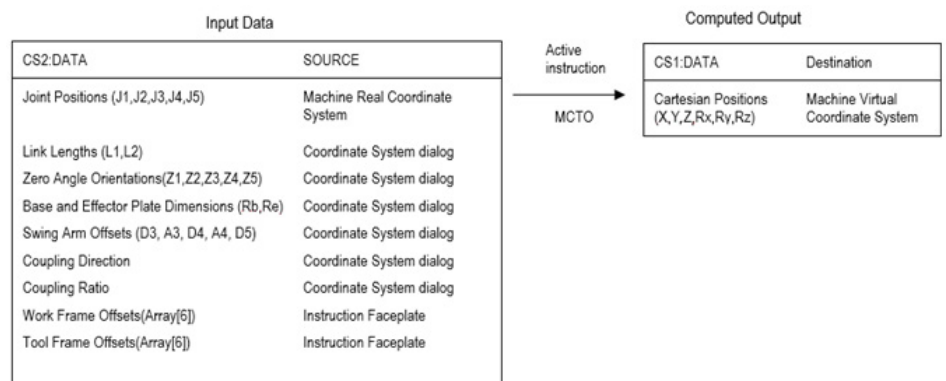 Input Data
CS2:DATA SOURCE
Joint Positions (J1,J2,J3,J4,J5) Machine Real Coordinate
System
Link Lengths (L1,L2) Coordinate System dialog
Zero Angle Orientations(Z1,Z2,Z3,Z4,Z5) Coordinate System dialog
Base and Effector Plate Dimensions (Rb,Re) Coordinate System dialog
Swing Arm Offsets (D3, A3, D4, A4, D5) Coordinate System dialog
Coupling Direction Coordinate System dialog
Coupling Ratio Coordinate System dialog
Work Frame Offsets(Array[6]) Instruction Faceplate
Tool Frame Offsets(Array[6]) Instruction Faceplate
Active
instruction
MCTO
Computed Output
CS1:DATA Destination
Cartesian Positions Machine Virtual
(X,Y,Z,Rx,Ry,Rz) Coordinate System